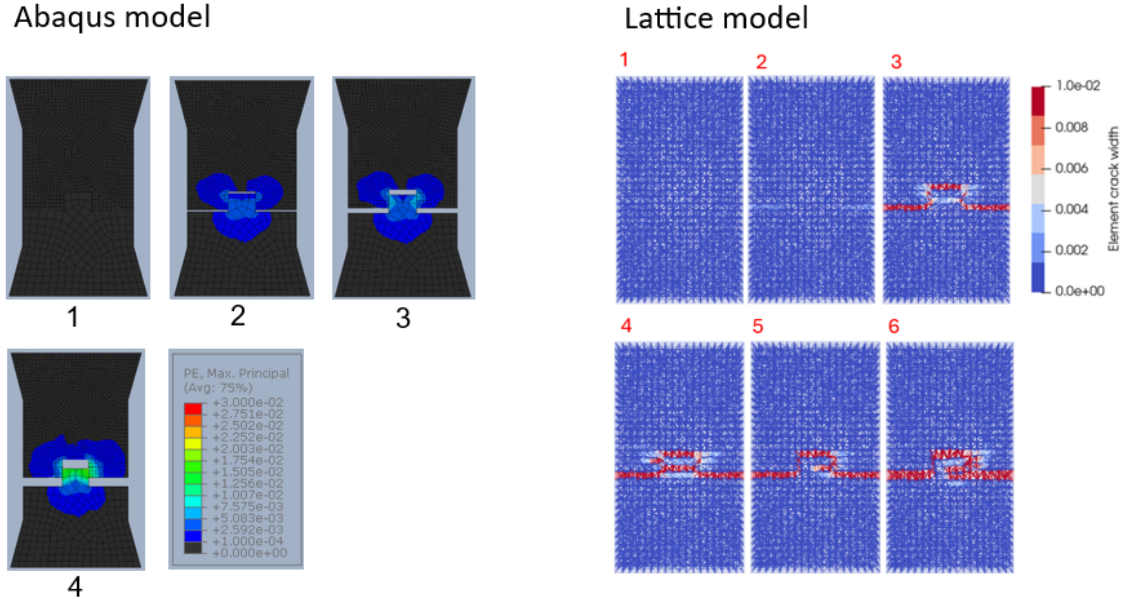 Abaqus model
Lattice model
1
2
3
1
2
3
1.0e-02
0.008
0.006
0.004
0.002
0.0e+00
Element crack width
PE, Max. Principal
(Avg: 75%)
+3.000e-02
+2.751e-02
+2.502e-02
+2.252e-02
+2.003e-02
+1.754e-02
+1.505e-02
+1.256e-02
+1.007e-02
+7.575e-03
+5.083e-03
+2.592e-03
+1.000e-04
+0.000e+00
4
4
5
6